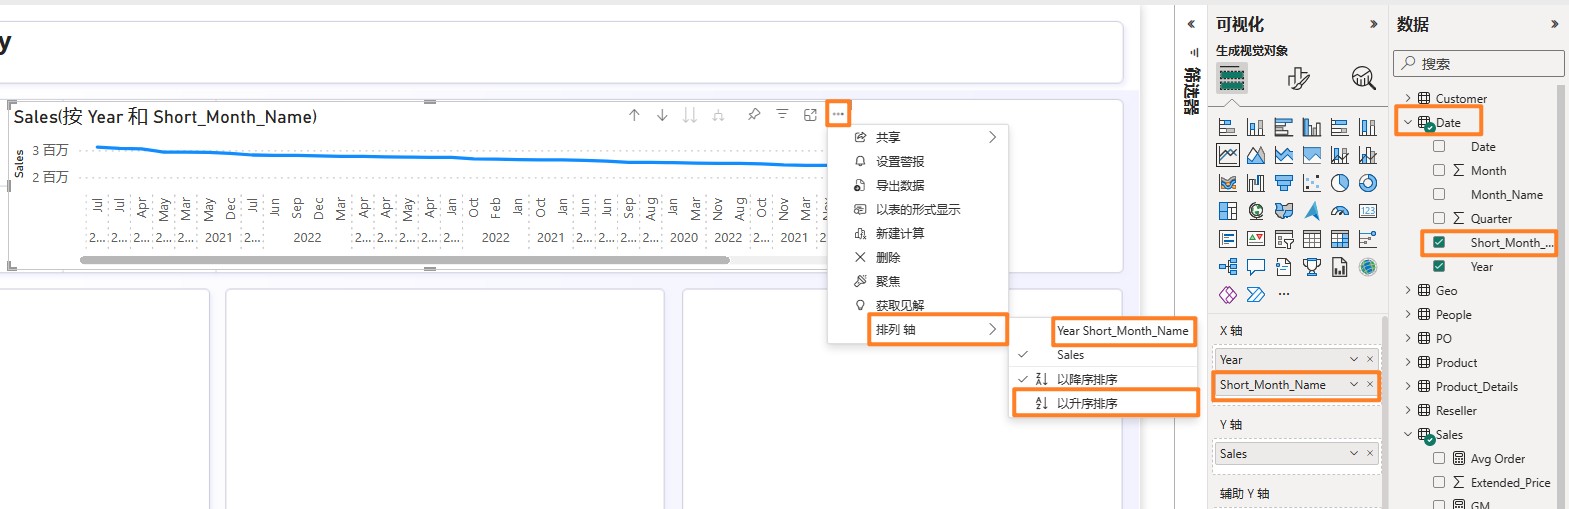 y
Sales(按 Year 和 Short_Month_Name)
Sales
3 百万
2 百万
Jul Jul Apr Mar Mar May Dec Jul Jun Sep Dec Mar Apr Apr May Apr Jan Oct Feb Jan Oct Jun Jun Sep Aug Jan Mar Nov Aug Oct Nov Mar
2... 2... 2... 2... 2... 2021 2... 2022 2... 2... 2... 2... 2... 2022 2021 2... 2... 2... 2020 2022 2021 2...
共享
设置警报
导出数据
以表的形式显示
新建计算
删除
聚焦
获取见解
排列 轴
Year Short_Month_Name
Sales
以降序排序
以升序排序
筛选器
可视化
生成视觉对象
123
X 轴
Year
Short_Month_Name
Y 轴
Sales
辅助 Y 轴
数据
搜索
Customer
Date
Date
Month
Month_Name
Quarter
Short_Month_...
Year
Geo
People
PO
Product
Product_Details
Reseller
Sales
Avg Order
Extended_Price
GM